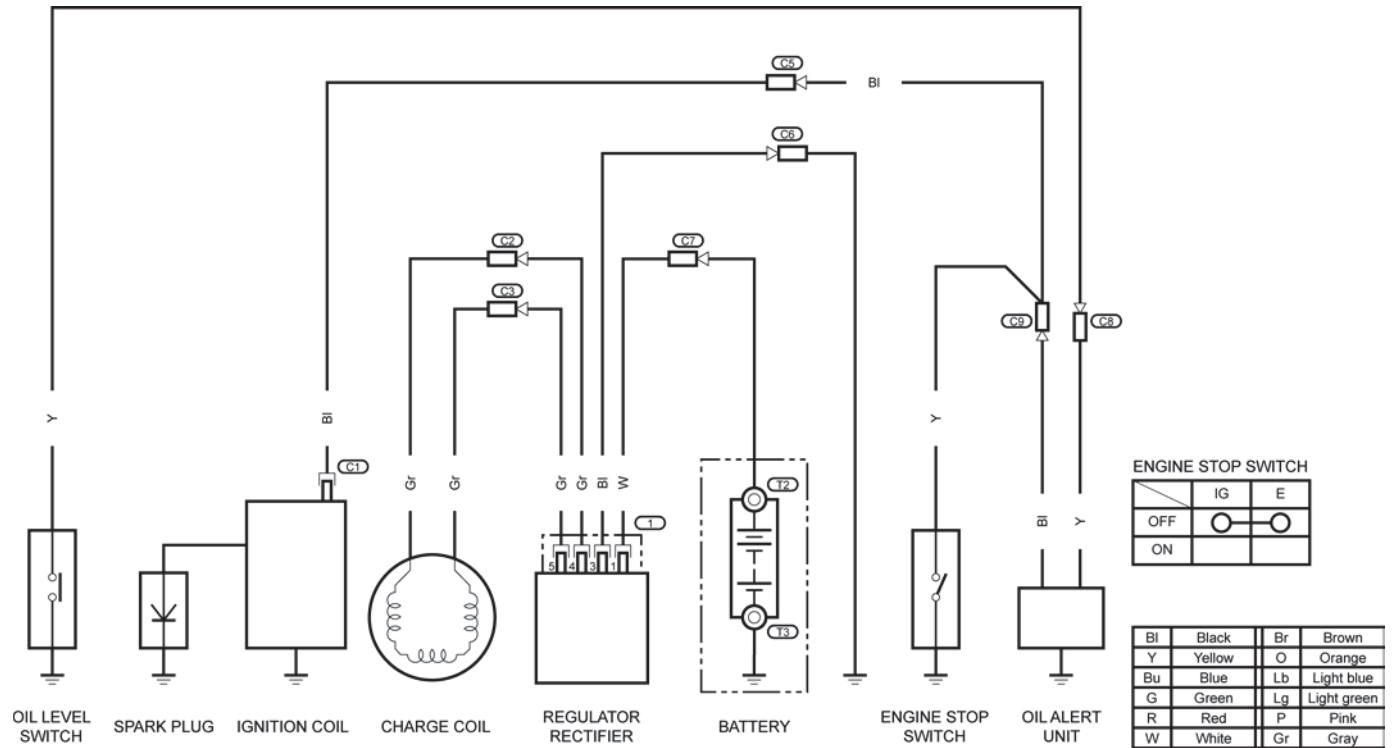 C5
Bl
C6
C2
C7
C3
C9
C8
Y
Bl
C1
Gr
Gr
Gr
Gr
Bl
W
Y
Bl
Y
T2
1
5
4
3
1
T3
ENGINE STOP SWITCH
IG E
OFF
ON
Bl Black Br Brown
Y Yellow O Orange
Bu Blue Lb Light blue
G Green Lg Light green
R Red P Pink
W White Gr Gray
OIL LEVEL
SWITCH
SPARK PLUG
IGNITION COIL
CHARGE COIL
REGULATOR
RECTIFIER
BATTERY
ENGINE STOP
SWITCH
OIL ALERT
UNIT